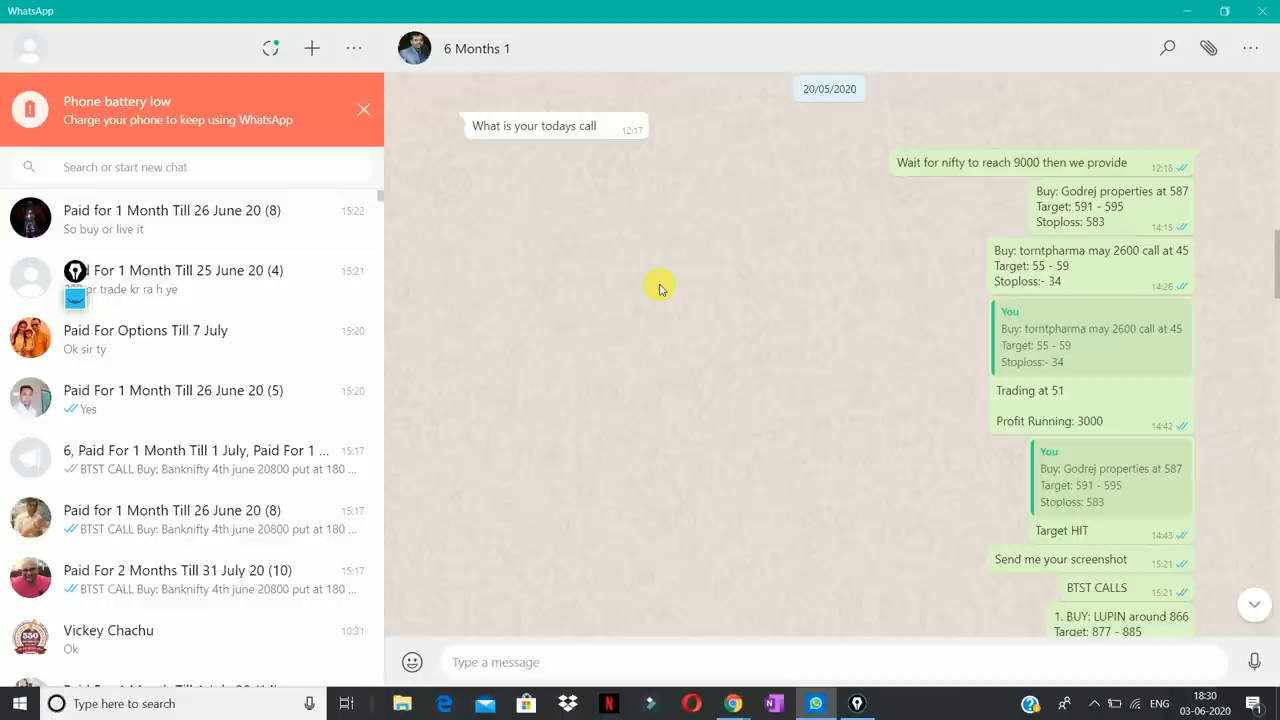 WhatsApp
6 Months 1
Phone battery low
Charge your phone to keep using WhatsApp
Search or start new chat
Paid for 1 Month Till 26 June 20 (8)
15:22
So buy or live it
d For 1 Month Till 25 June 20 (4)
15:21
pr trade kr ra h ye
Paid For Options Till 7 July
15:20
Ok sir ty
Paid For 1 Month Till 26 June 20 (5)
15:20
Yes
6, Paid For 1 Month Till 1 July, Paid For 1 ...
15:17
BTST CALL Buy: Banknifty 4th june 20800 put at 180 ...
Paid for 1 Month Till 26 June 20 (8)
15:17
BTST CALL Buy: Banknifty 4th june 20800 put at 180 ...
Paid For 2 Months Till 31 July 20 (10)
15:17
BTST CALL Buy: Banknifty 4th june 20800 put at 180 ...
550
Vickey Chachu
10:31
Ok
20/05/2020
What is your todays call
12:17
Wait for nifty to reach 9000 then we provide
12:18
Buy: Godrej properties at 587
Target: 591 - 595
Stoploss: 583
14:15
Buy: torntpharma may 2600 call at 45
Target: 55 - 59
Stoploss:- 34
14:26
You
Buy: torntpharma may 2600 call at 45
Target: 55 - 59
Stoploss:- 34
Trading at 51
Profit Running: 3000
14:42
You
Buy: Godrej properties at 587
Target: 591 - 595
Stoploss: 583
Target HIT
14:43
Send me your screenshot
15:21
BTST CALLS
15:21
1. BUY: LUPIN around 866
Target: 877 - 885
Type a message
Type here to search
ENG
18:30
03-06-2020